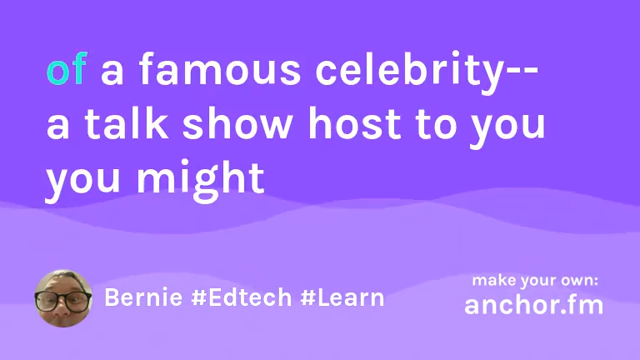 of a famous celebrity--
a talk show host to you
you might
Bernie #Edtech #Learn
make your own:
anchor.fm